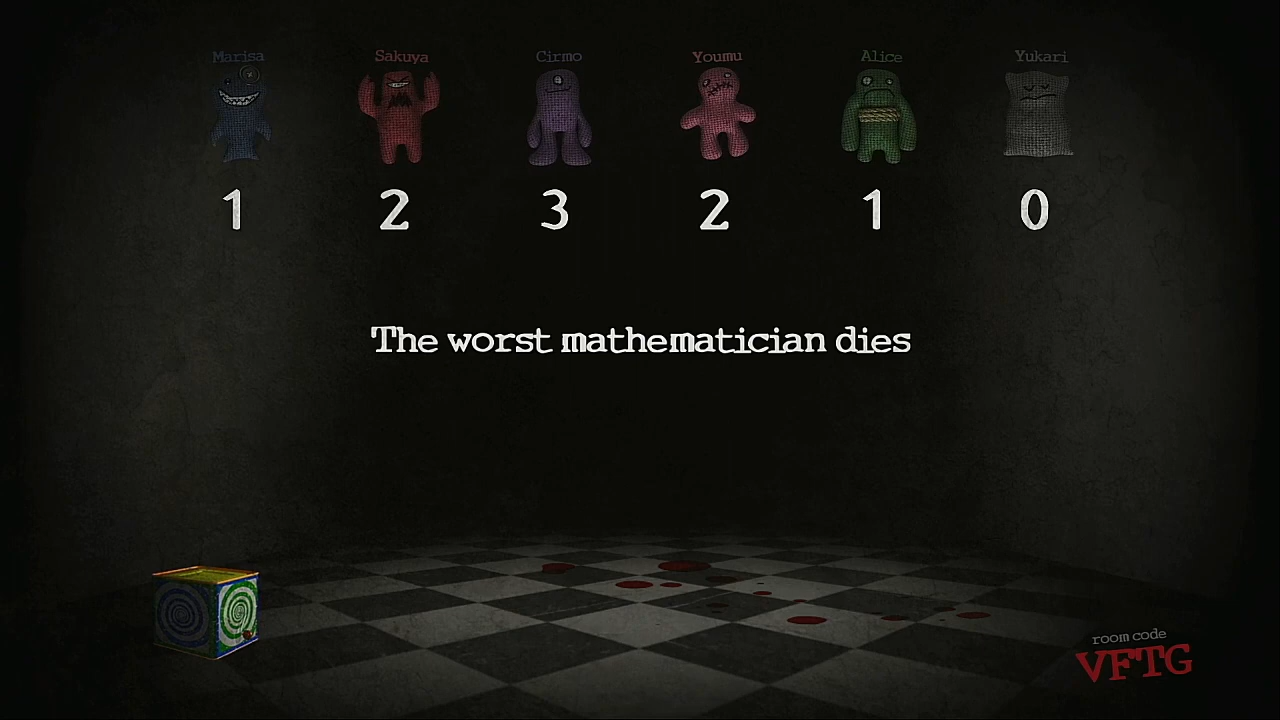 Marisa Sakuya Cirmo Youmu Alice Yukari
1 2 3 2 1 0
The worst mathematician dies
room code
VFTG